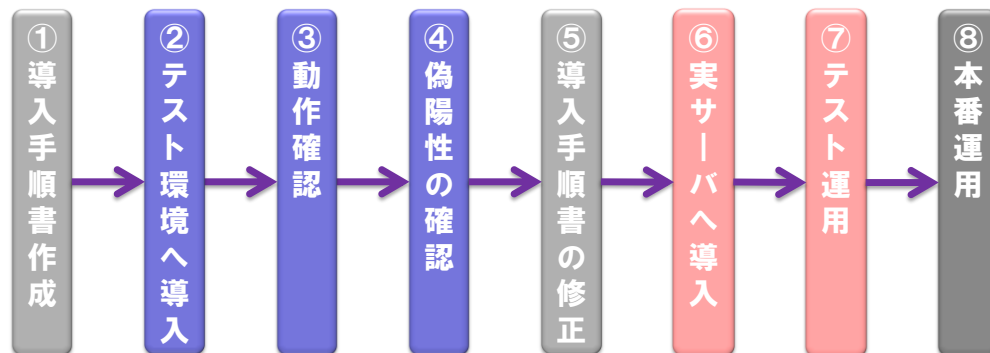 ①導入手順書作成
②テスト環境へ導入
③動作確認
④偽陽性の確認
⑤導入手順書の修正
⑥実サーバへ導入
⑦テスト運用
⑧本番運用